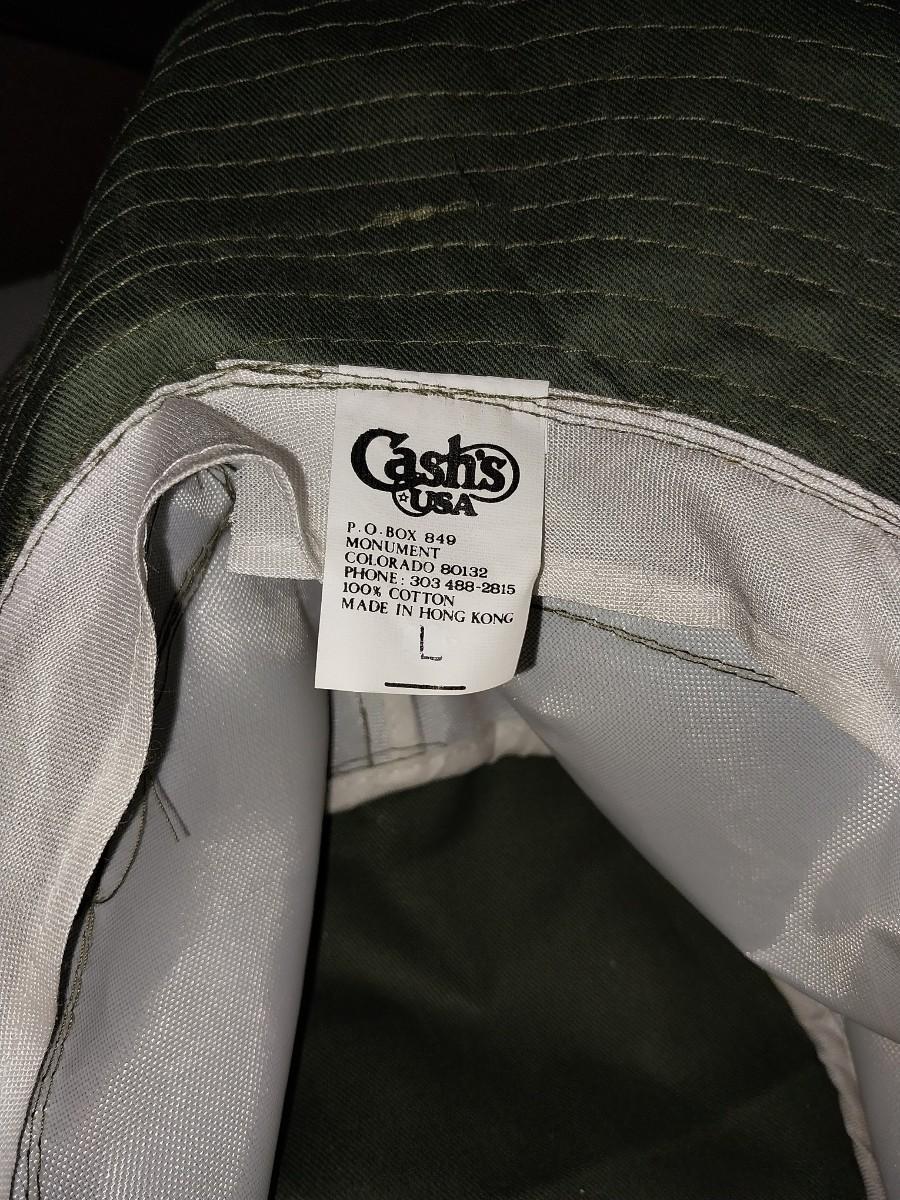 Cash's
USA
P.O.BOX 849
MONUMENT
COLORADO 80132
PHONE: 303 488-2815
100% COTTON
MADE IN HONG KONG
L